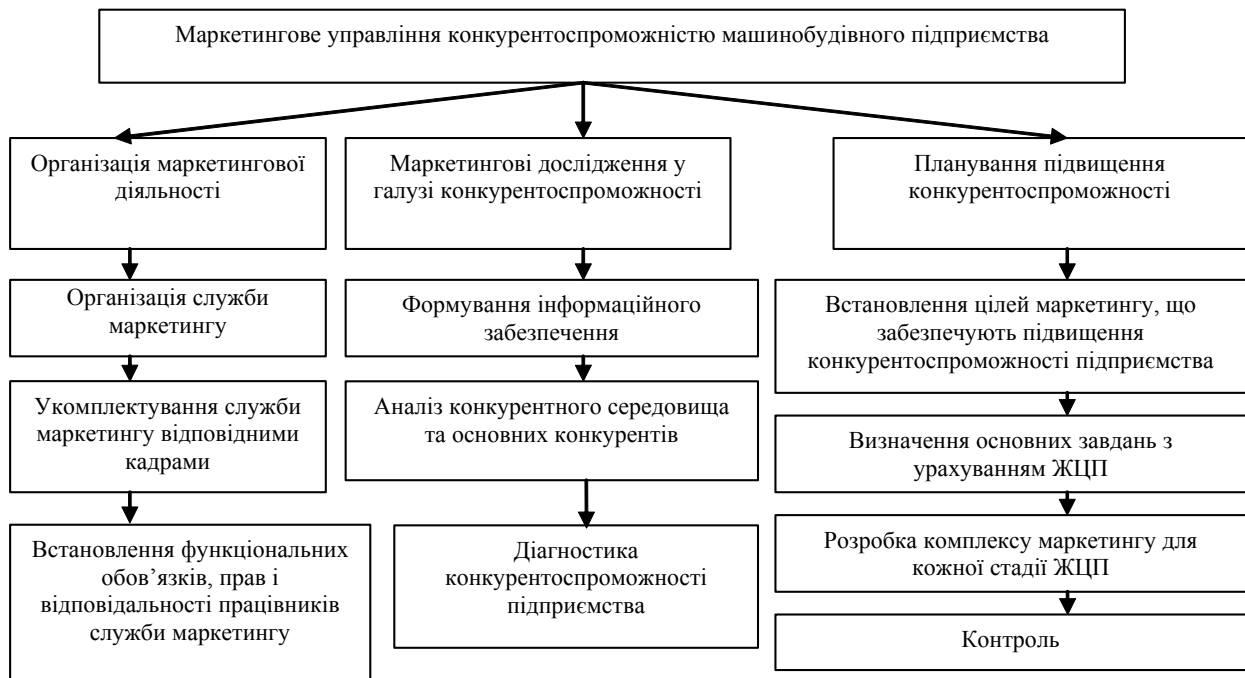 Маркетингове управління конкурентоспроможністю машинобудівного підприємства
Організація маркетингової
діяльності
Організація служби
маркетингу
Укомплектування служби
маркетингу відповідними
кадрами
Встановлення функціональних
обов’язків, прав і
відповідальності працівників
служби маркетингу
Маркетингові дослідження у
галузі конкурентоспроможності
Формування інформаційного
забезпечення
Аналіз конкурентного середовища
та основних конкурентів
Діагностика
конкурентоспроможності
підприємства
Планування підвищення
конкурентоспроможності
Встановлення цілей маркетингу, що
забезпечують підвищення
конкурентоспроможності підприємства
Визначення основних завдань з
урахуванням ЖЦП
Розробка комплексу маркетингу для
кожної стадії ЖЦП
Контроль